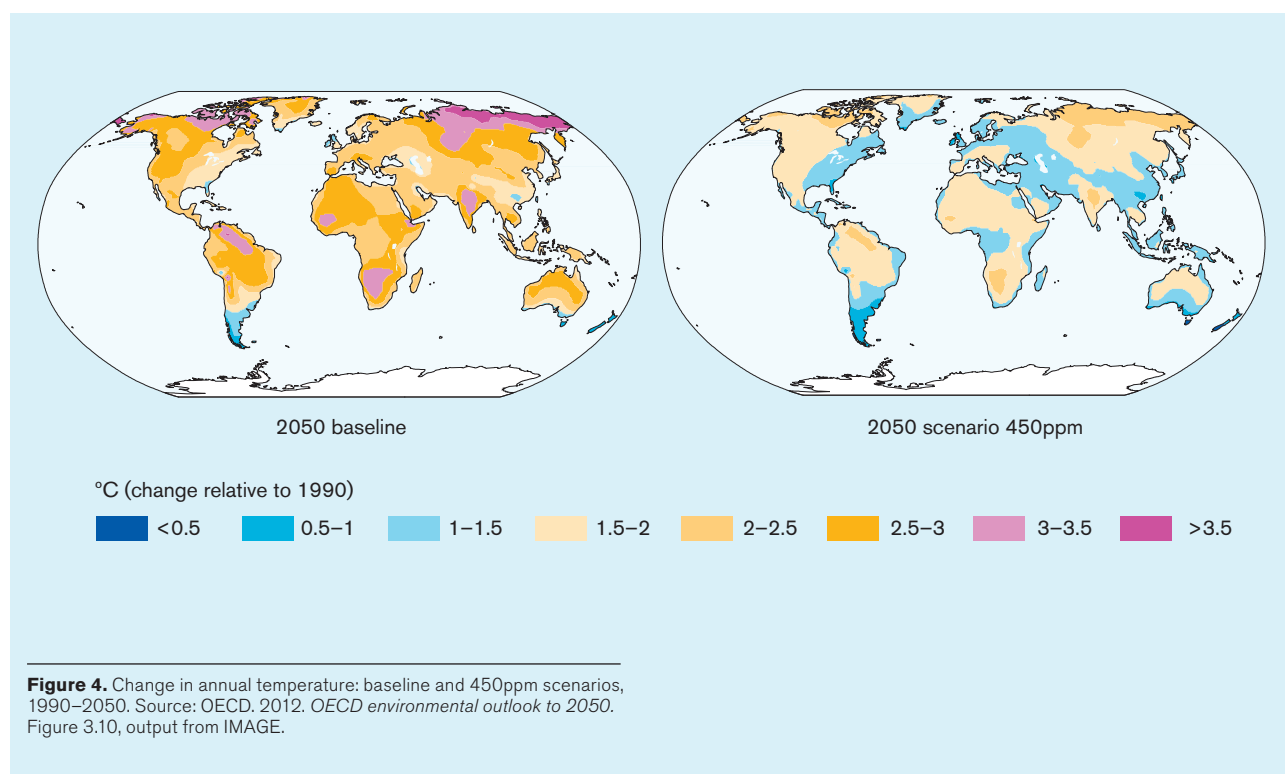 2050 baseline
2050 scenario 450ppm
°C (change relative to 1990)
<0.5 0.5–1 1–1.5 1.5–2 2–2.5 2.5–3 3–3.5 >3.5
Figure 4. Change in annual temperature: baseline and 450ppm scenarios,
1990–2050. Source: OECD. 2012. OECD environmental outlook to 2050.
Figure 3.10, output from IMAGE.